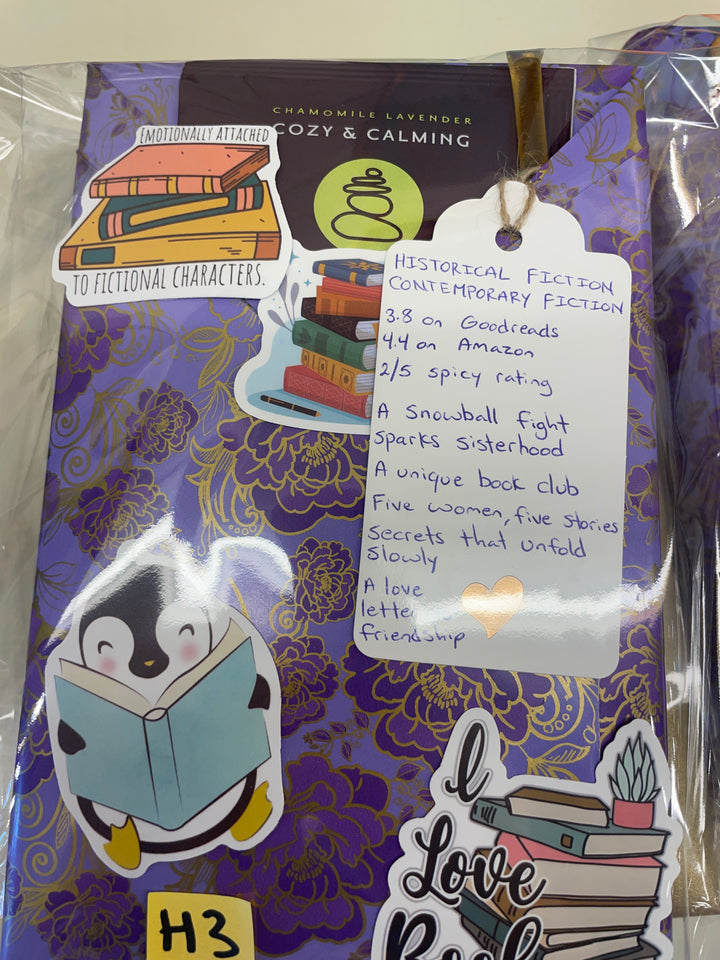 CHAMOMILE LAVENDER
COZY & CALMING
EMOTIONALLY ATTACHED
TO FICTIONAL CHARACTERS.
HISTORICAL FICTION
CONTEMPORARY FICTION
3.8 on Goodreads
4.4 on Amazon
2/5 spicy rating
A snowball fight
sparks sisterhood
A unique book club
Five women, five stories
Secrets that unfold
slowly
A love
friendship
I
Love
H3